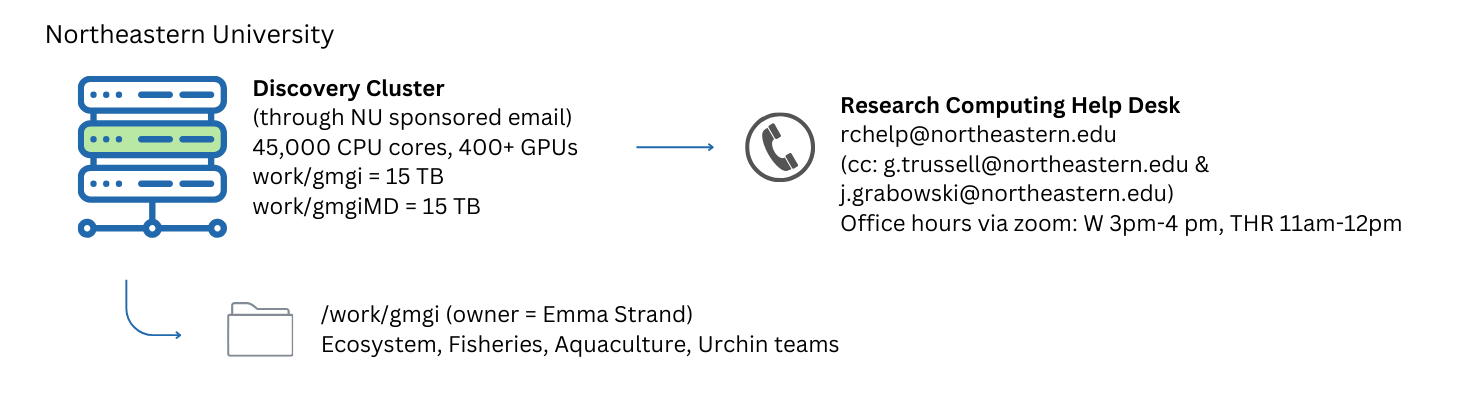 Northeastern University
Discovery Cluster
(through NU sponsored email)
45,000 CPU cores, 400+ GPUs
work/gmgi = 15 TB
work/gmgiMD = 15 TB
Research Computing Help Desk
rchelp@northeastern.edu
(cc: g.trussell@northeastern.edu &
j.grabowski@northeastern.edu)
Office hours via zoom: W 3pm-4 pm, THR 11am-12pm
/work/gmgi (owner = Emma Strand)
Ecosystem, Fisheries, Aquaculture, Urchin teams